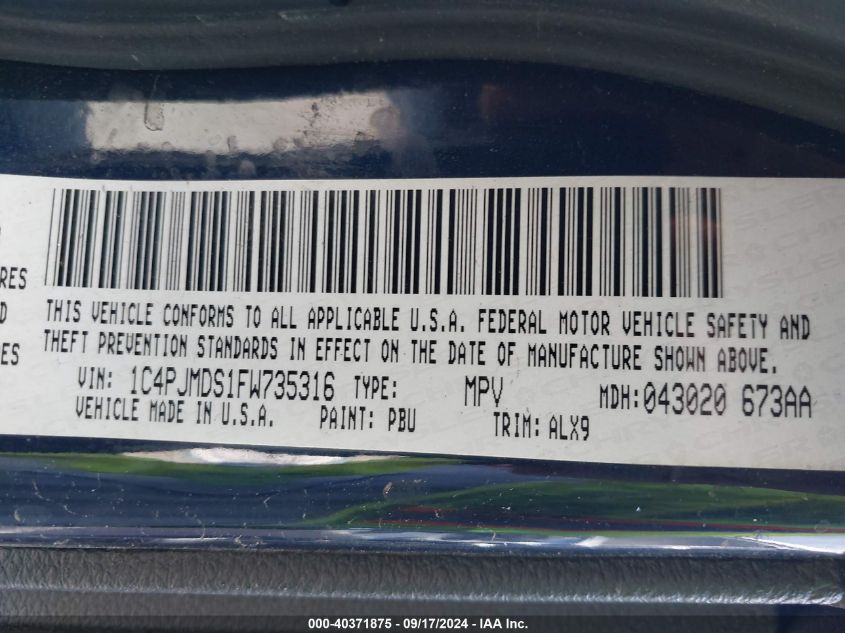 RES
D
ES
THIS VEHICLE CONFORMS TO ALL APPLICABLE U.S.A. FEDERAL MOTOR VEHICLE SAFETY AND
THEFT PREVENTION STANDARDS IN EFFECT ON THE DATE OF MANUFACTURE SHOWN ABOVE.
VIN: 1C4PJMDS1FW735316 TYPE: MPV MDH: 043020 673AA
VEHICLE MADE IN U.S.A. PAINT: PBU TRIM: ALX9
000-40371875 - 09/17/2024 - IAA Inc.